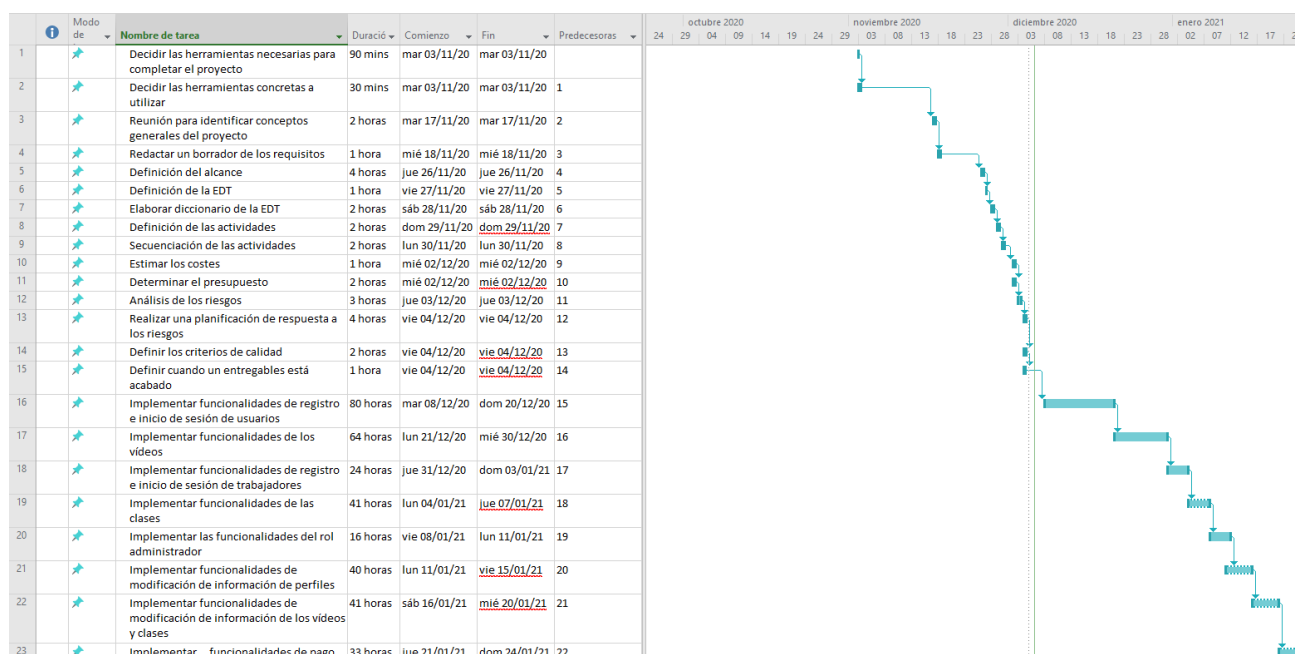 octubre 2020 noviembre 2020 diciembre 2020 enero 2021
Modo
de Nombre de tarea Duració Comienzo Fin Predecesoras 24 29 04 09 14 19 24 29 03 08 13 18 23 28 03 08 13 18 23 28 02 07 12 17 2
1 Decidir las herramientas necesarias para 90 mins mar 03/11/20 mar 03/11/20
completar el proyecto
2 Decidir las herramientas concretas a 30 mins mar 03/11/20 mar 03/11/20 1
utilizar
3 Reunión para identificar conceptos 2 horas mar 17/11/20 mar 17/11/20 2
generales del proyecto
4 Redactar un borrador de los requisitos 1 hora mié 18/11/20 mié 18/11/20 3
5 Definición del alcance 4 horas jue 26/11/20 jue 26/11/20 4
6 Definición de la EDT 1 hora vie 27/11/20 vie 27/11/20 5
7 Elaborar diccionario de la EDT 2 horas sáb 28/11/20 sáb 28/11/20 6
8 Definición de las actividades 2 horas dom 29/11/20 dom 29/11/20 7
9 Secuenciación de las actividades 2 horas lun 30/11/20 lun 30/11/20 8
10 Estimar los costes 1 hora mié 02/12/20 mié 02/12/20 9
11 Determinar el presupuesto 2 horas mié 02/12/20 mié 02/12/20 10
12 Análisis de los riesgos 3 horas jue 03/12/20 jue 03/12/20 11
13 Realizar una planificación de respuesta a 4 horas vie 04/12/20 vie 04/12/20 12
los riesgos
14 Definir los criterios de calidad 2 horas vie 04/12/20 vie 04/12/20 13
15 Definir cuando un entregables está 1 hora vie 04/12/20 vie 04/12/20 14
acabado
16 Implementar funcionalidades de registro 80 horas mar 08/12/20 dom 20/12/20 15
e inicio de sesión de usuarios
17 Implementar funcionalidades de los 64 horas lun 21/12/20 mié 30/12/20 16
vídeos
18 Implementar funcionalidades de registro 24 horas jue 31/12/20 dom 03/01/21 17
e inicio de sesión de trabajadores
19 Implementar funcionalidades de las 41 horas lun 04/01/21 jue 07/01/21 18
clases
20 Implementar las funcionalidades del rol 16 horas vie 08/01/21 lun 11/01/21 19
administrador
21 Implementar funcionalidades de 40 horas lun 11/01/21 vie 15/01/21 20
modificación de información de perfiles
22 Implementar funcionalidades de 41 horas sáb 16/01/21 mié 20/01/21 21
modificación de información de los vídeos
y clases
23 Implementar funcionalidades de pago 33 horas jue 21/01/21 dom 24/01/21 22